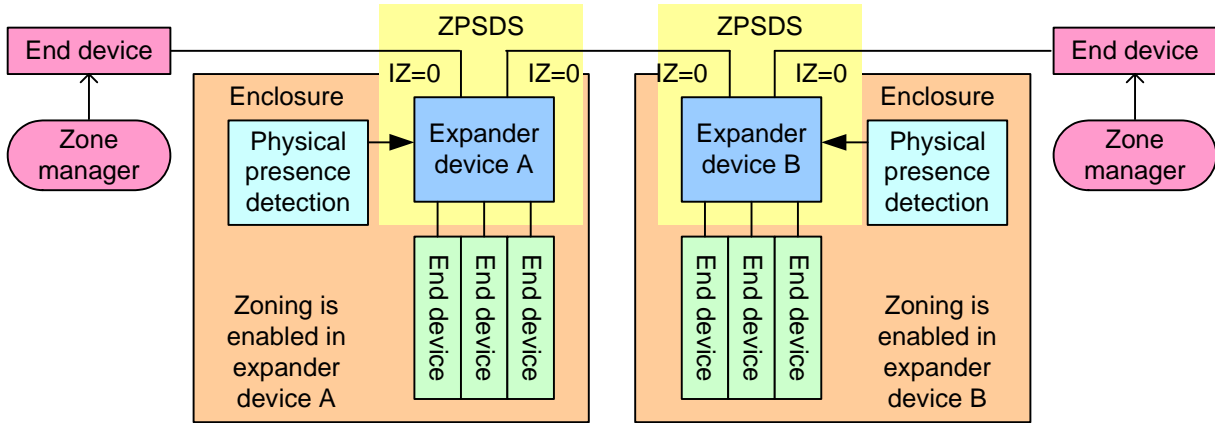 ZPSDS
ZPSDS
End device
End device
IZ=0
IZ=0
IZ=0
IZ=0
Enclosure
Enclosure
Zone
manager
Physical
presence
detection
Expander
device A
Expander
device B
Physical
presence
detection
Zone
manager
End device
End device
End device
End device
End device
End device
Zoning is
enabled in
expander
device A
Zoning is
enabled in
expander
device B